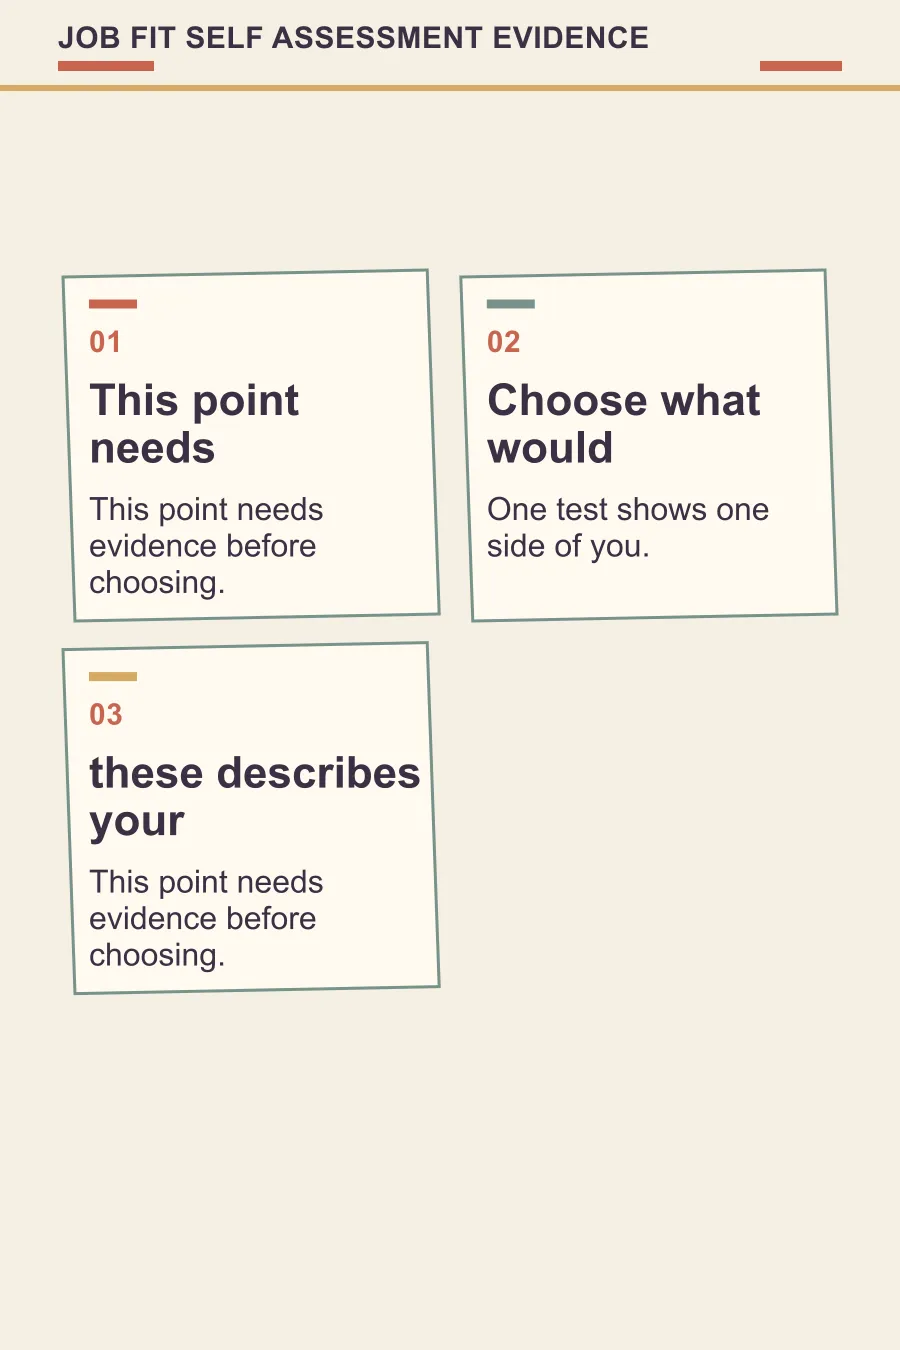 JOB FIT SELF ASSESSMENT EVIDENCE
01
This point
needs
This point needs
evidence before
choosing.
02
Choose what
would
One test shows one
side of you.
03
these describes
your
This point needs
evidence before
choosing.